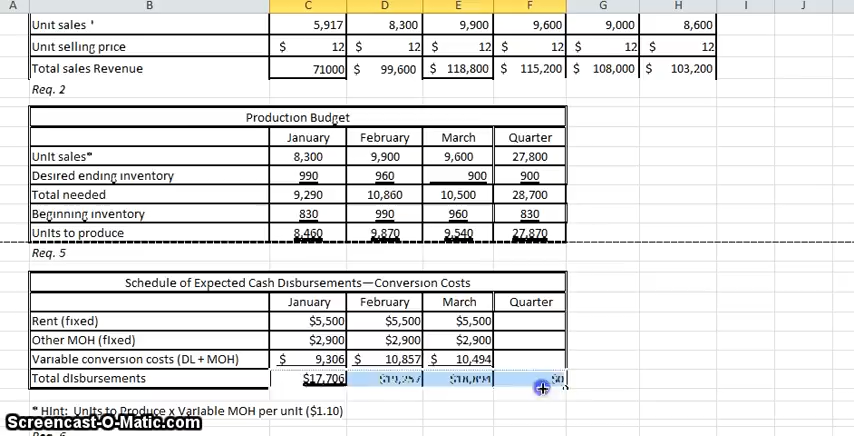 A B C D E F G H I J
Unit sales ' 5,917 8,300 9,900 9,600 9,000 8,600
Unit selling price $ 12 $ 12 $ 12 $ 12 $ 12 $ 12
Total sales Revenue 71000 $ 99,600 $ 118,800 $ 115,200 $ 108,000 $ 103,200
Req. 2
Production Budget
January February March Quarter
Unit sales* 8,300 9,900 9,600 27,800
Desired ending inventory 990 960 900 900
Total needed 9,290 10,860 10,500 28,700
Beginning inventory 830 990 960 830
Units to produce 8,460 9,870 9,540 27,870
Req. 5
Schedule of Expected Cash Disbursements—Conversion Costs
January February March Quarter
Rent (fixed) $5,500 $5,500 $5,500
Other MOH (fixed) $2,900 $2,900 $2,900
Variable conversion costs (DL + MOH) $ 9,306 $ 10,857 $ 10,494
Total disbursements $17,706 $19,257 $18,894 $0
* Hint: Units to Produce x Variable MOH per unit ($1.10)
Screencast-O-Matic.com